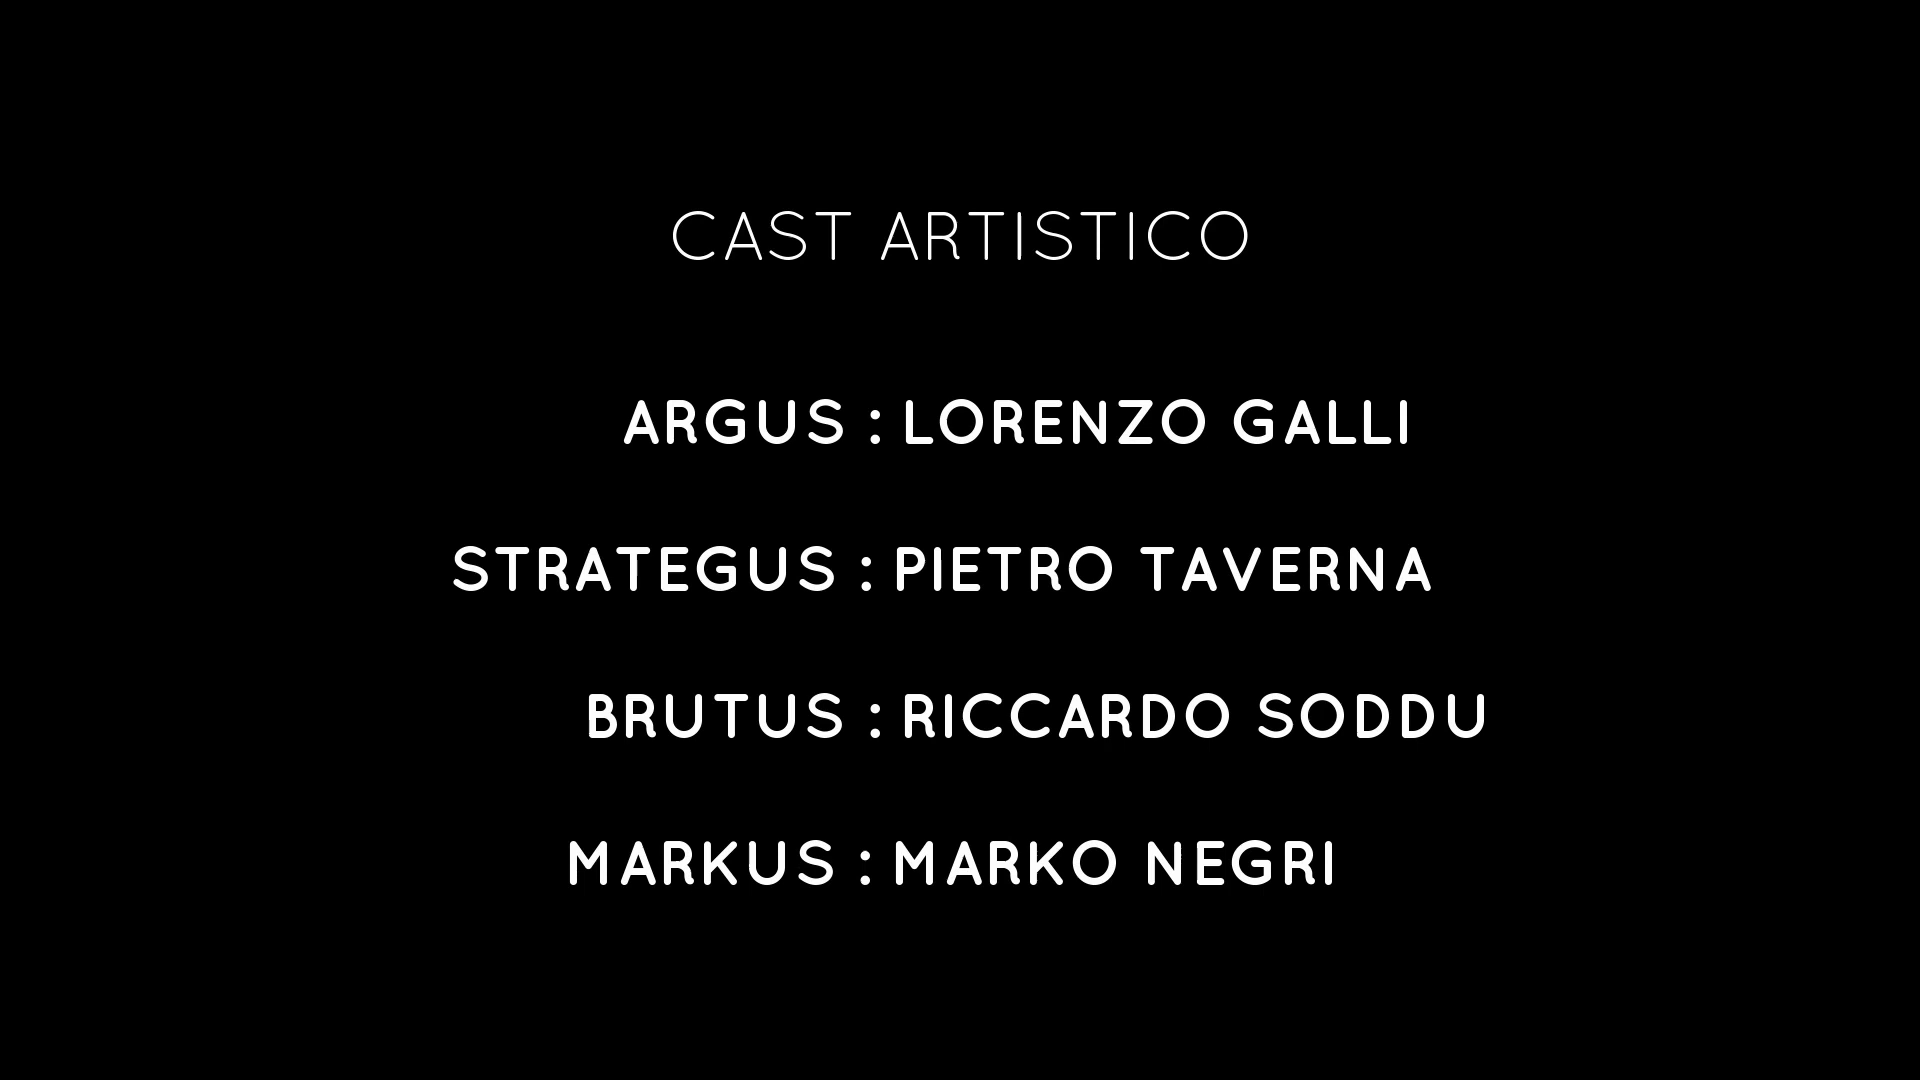 CAST ARTISTICO
ARGUS : LORENZO GALLI
STRATEGUS : PIETRO TAVERNA
BRUTUS : RICCARDO SODDU
MARKUS : MARKO NEGRI